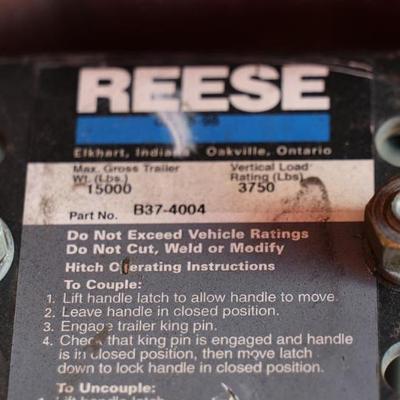 REESE
Elkhart, Indiana Oakville, Ontario
Max. Gross Trailer Vertical Load
Wt. (Lbs.) Rating (Lbs)
15000 3750
Part No. B37-4004
Do Not Exceed Vehicle Ratings
Do Not Cut, Weld or Modify
Hitch Operating Instructions
To Couple:
1. Lift handle latch to allow handle to move.
2. Leave handle in closed position.
3. Engage trailer king pin.
4. Check that king pin is engaged and handle
is in closed position, then move latch
down to lock handle in closed position.
To Uncouple:
1. Lift handle latch